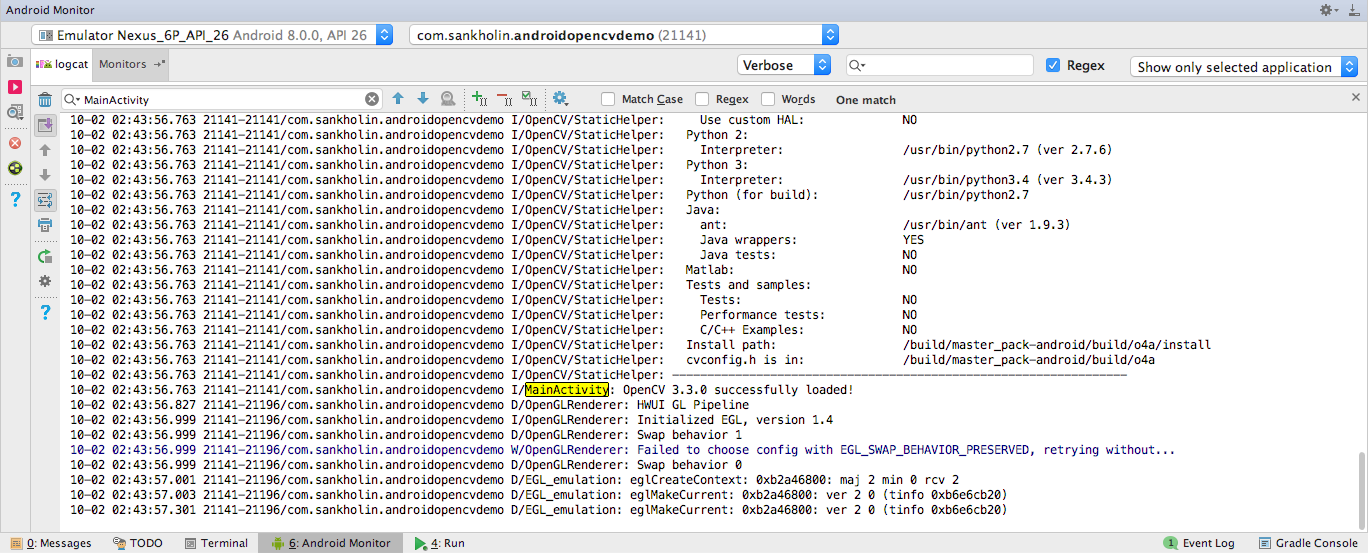 Android Monitor
Emulator Nexus_6P_API_26 Android 8.0.0, API 26 com.sankholin.androidopencvdemo (21141)
logcat Monitors Verbose Regex Show only selected application
MainActivity Match Case Regex Words One match
10-02 02:43:56.763 21141-21141/com.sankholin.androidopencvdemo I/OpenCV/StaticHelper: Use custom HAL: NO
10-02 02:43:56.763 21141-21141/com.sankholin.androidopencvdemo I/OpenCV/StaticHelper: Python 2:
10-02 02:43:56.763 21141-21141/com.sankholin.androidopencvdemo I/OpenCV/StaticHelper: Interpreter: /usr/bin/python2.7 (ver 2.7.6)
10-02 02:43:56.763 21141-21141/com.sankholin.androidopencvdemo I/OpenCV/StaticHelper: Python 3:
10-02 02:43:56.763 21141-21141/com.sankholin.androidopencvdemo I/OpenCV/StaticHelper: Interpreter: /usr/bin/python3.4 (ver 3.4.3)
10-02 02:43:56.763 21141-21141/com.sankholin.androidopencvdemo I/OpenCV/StaticHelper: Python (for build): /usr/bin/python2.7
10-02 02:43:56.763 21141-21141/com.sankholin.androidopencvdemo I/OpenCV/StaticHelper: Java:
10-02 02:43:56.763 21141-21141/com.sankholin.androidopencvdemo I/OpenCV/StaticHelper: ant: /usr/bin/ant (ver 1.9.3)
10-02 02:43:56.763 21141-21141/com.sankholin.androidopencvdemo I/OpenCV/StaticHelper: Java wrappers: YES
10-02 02:43:56.763 21141-21141/com.sankholin.androidopencvdemo I/OpenCV/StaticHelper: Java tests: NO
10-02 02:43:56.763 21141-21141/com.sankholin.androidopencvdemo I/OpenCV/StaticHelper: Matlab: NO
10-02 02:43:56.763 21141-21141/com.sankholin.androidopencvdemo I/OpenCV/StaticHelper: Tests and samples:
10-02 02:43:56.763 21141-21141/com.sankholin.androidopencvdemo I/OpenCV/StaticHelper: Tests: NO
10-02 02:43:56.763 21141-21141/com.sankholin.androidopencvdemo I/OpenCV/StaticHelper: Performance tests: NO
10-02 02:43:56.763 21141-21141/com.sankholin.androidopencvdemo I/OpenCV/StaticHelper: C/C++ Examples: NO
10-02 02:43:56.763 21141-21141/com.sankholin.androidopencvdemo I/OpenCV/StaticHelper: Install path: /build/master_pack-android/build/o4a/install
10-02 02:43:56.763 21141-21141/com.sankholin.androidopencvdemo I/OpenCV/StaticHelper: cvconfig.h is in: /build/master_pack-android/build/o4a
10-02 02:43:56.763 21141-21141/com.sankholin.androidopencvdemo I/OpenCV/StaticHelper: -----------------------------------------------------------------
10-02 02:43:56.763 21141-21141/com.sankholin.androidopencvdemo I/MainActivity: OpenCV 3.3.0 successfully loaded!
10-02 02:43:56.827 21141-21196/com.sankholin.androidopencvdemo D/OpenGLRenderer: HWUI GL Pipeline
10-02 02:43:56.999 21141-21196/com.sankholin.androidopencvdemo I/OpenGLRenderer: Initialized EGL, version 1.4
10-02 02:43:56.999 21141-21196/com.sankholin.androidopencvdemo D/OpenGLRenderer: Swap behavior 1
10-02 02:43:56.999 21141-21196/com.sankholin.androidopencvdemo W/OpenGLRenderer: Failed to choose config with EGL_SWAP_BEHAVIOR_PRESERVED, retrying without...
10-02 02:43:56.999 21141-21196/com.sankholin.androidopencvdemo D/OpenGLRenderer: Swap behavior 0
10-02 02:43:57.001 21141-21196/com.sankholin.androidopencvdemo D/EGL_emulation: eglCreateContext: 0xb2a46800: maj 2 min 0 rcv 2
10-02 02:43:57.003 21141-21196/com.sankholin.androidopencvdemo D/EGL_emulation: eglMakeCurrent: 0xb2a46800: ver 2 0 (tinfo 0xb6e6cb20)
10-02 02:43:57.301 21141-21196/com.sankholin.androidopencvdemo D/EGL_emulation: eglMakeCurrent: 0xb2a46800: ver 2 0 (tinfo 0xb6e6cb20)
0: Messages TODO Terminal 6: Android Monitor 4: Run 1 Event Log Gradle Console